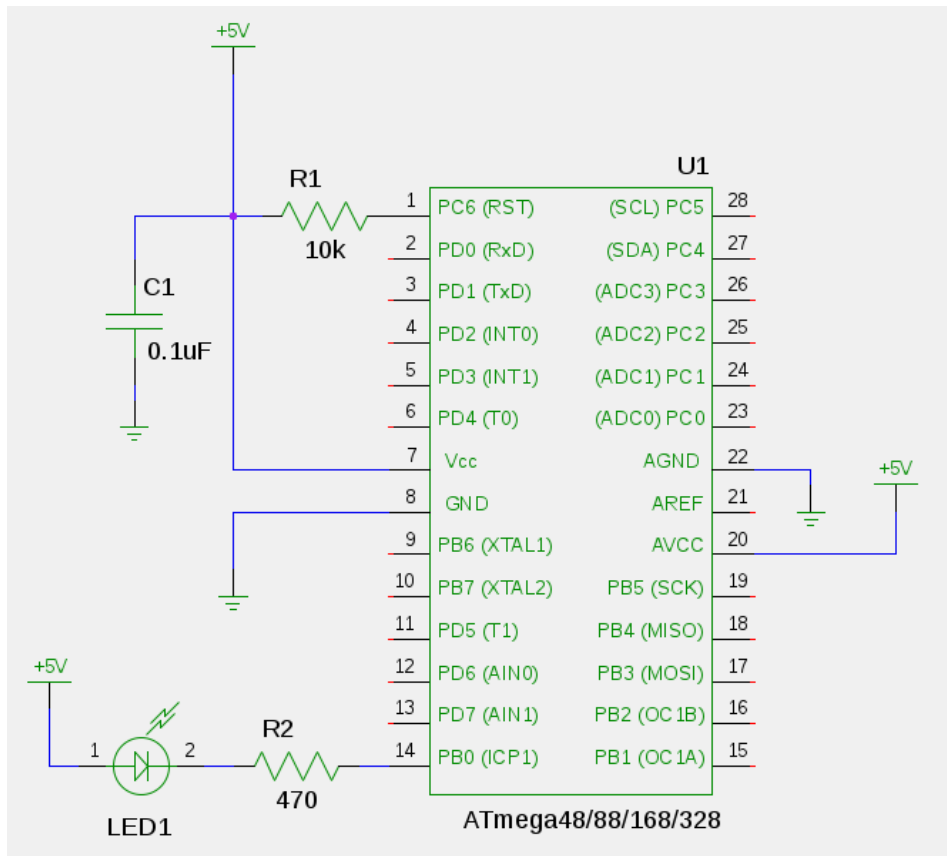 +5V
U1
R1
10k
C1
0.1uF
1 PC6 (RST) (SCL) PC5 28
2 PD0 (RxD) (SDA) PC4 27
3 PD1 (TxD) (ADC3) PC3 26
4 PD2 (INT0) (ADC2) PC2 25
5 PD3 (INT1) (ADC1) PC1 24
6 PD4 (T0) (ADC0) PC0 23
7 Vcc AGND 22
8 GND AREF 21
9 PB6 (XTAL1) AVCC 20
10 PB7 (XTAL2) PB5 (SCK) 19
11 PD5 (T1) PB4 (MISO) 18
12 PD6 (AIN0) PB3 (MOSI) 17
13 PD7 (AIN1) PB2 (OC1B) 16
14 PB0 (ICP1) PB1 (OC1A) 15
+5V
+5V
1 2
R2
470
LED1
ATmega48/88/168/328